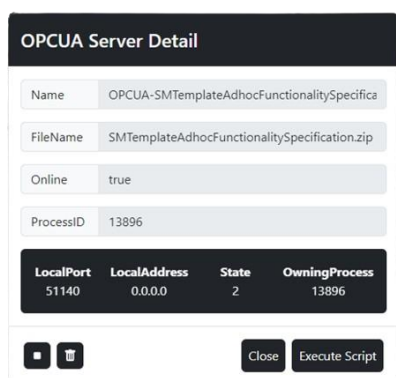 OPCUA Server Detail
Name OPCUA-SMTemplateAdhocFunctionalitySpecifica
FileName SMTemplateAdhocFunctionalitySpecification.zip
Online true
ProcessID 13896
LocalPort LocalAddress State OwningProcess
51140 0.0.0.0 2 13896
Close Execute Script